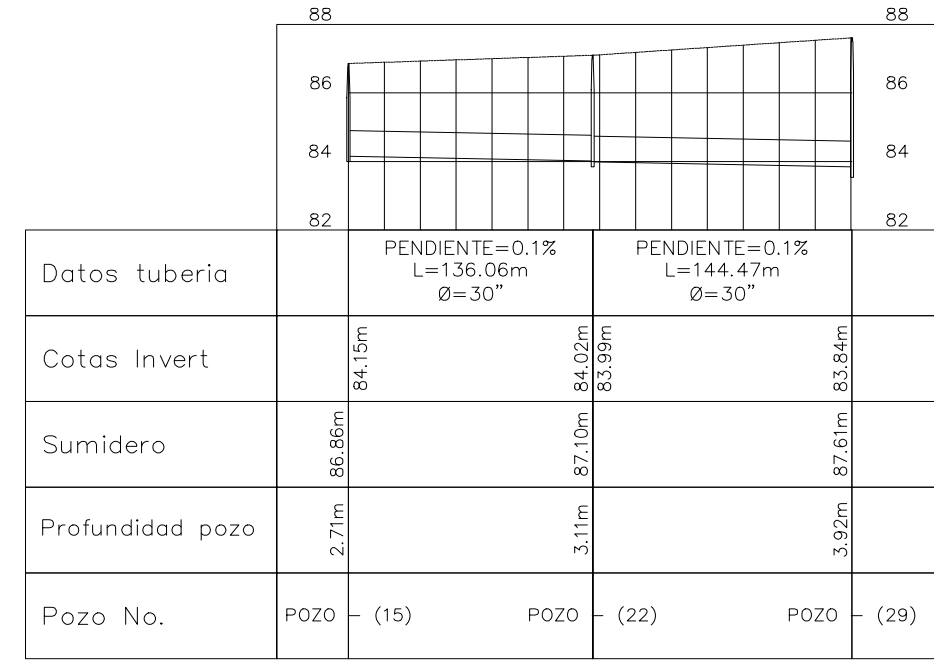 88 88
86 86
84 84
82 82
Datos tuberia
PENDIENTE=0.1%
L=136.06m
Ø=30"
PENDIENTE=0.1%
L=144.47m
Ø=30"
Cotas Invert
84.15m
84.02m
83.99m
83.84m
Sumidero
86.86m
87.10m
87.61m
Profundidad pozo
2.71m
3.11m
3.92m
Pozo No.
POZO - (15)
POZO - (22)
POZO - (29)